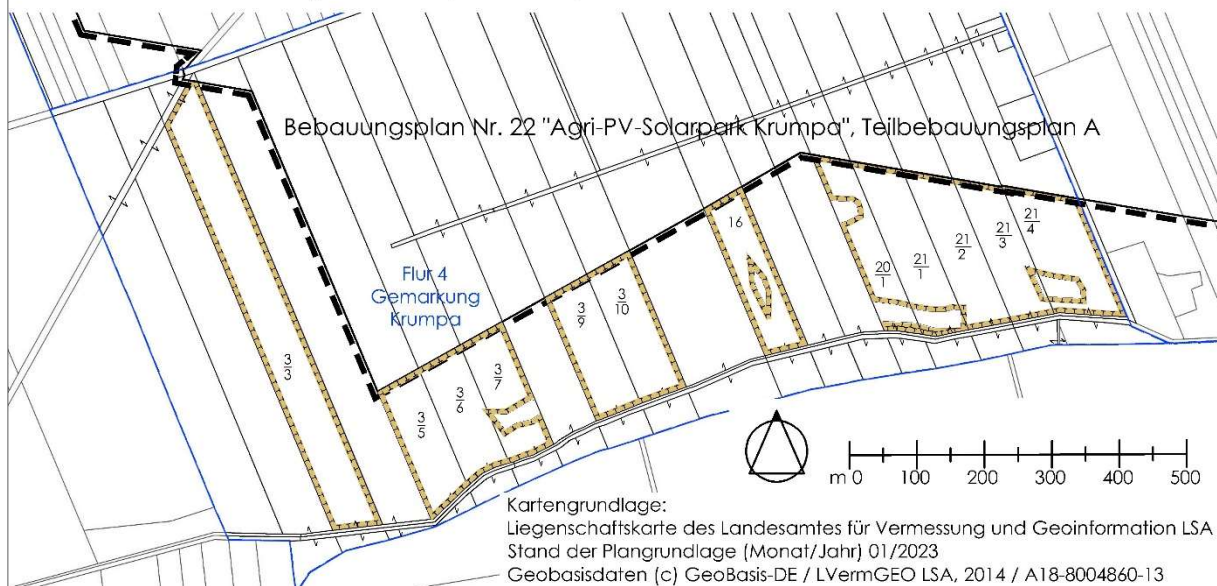 Bebauungsplan Nr. 22 "Agri-PV-Solarpark Krumpa", Teilbebauungsplan A
Flur 4
Gemarkung
Krumpa
3
3
3
5
3
6
3
7
3
9
3
10
16
20
1
21
1
21
2
21
3
21
4
m 0 100 200 300 400 500
Kartengrundlage:
Liegenschaftskarte des Landesamtes für Vermessung und Geoinformation LSA
Stand der Plangrundlage (Monat/Jahr) 01/2023
Geobasisdaten (c) GeoBasis-DE / LVermGEO LSA, 2014 / A18-8004860-13